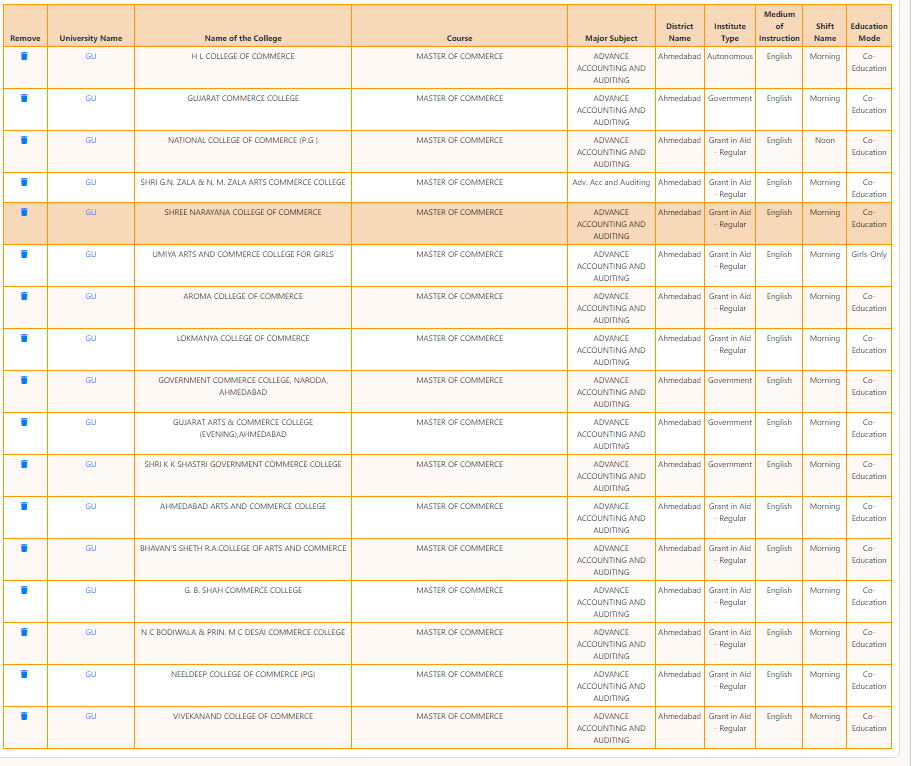 Remove University Name Name of the College Course Major Subject District Name Institute Type Medium of Instruction Shift Name Education Mode
GU H L COLLEGE OF COMMERCE MASTER OF COMMERCE ADVANCE ACCOUNTING AND AUDITING Ahmedabad Autonomous English Morning Co-Education
GU GUJARAT COMMERCE COLLEGE MASTER OF COMMERCE ADVANCE ACCOUNTING AND AUDITING Ahmedabad Government English Morning Co-Education
GU NATIONAL COLLEGE OF COMMERCE (P.G ) MASTER OF COMMERCE ADVANCE ACCOUNTING AND AUDITING Ahmedabad Grant in Aid - Regular English Noon Co-Education
GU SHRI G.N. ZALA & N. M. ZALA ARTS COMMERCE COLLEGE MASTER OF COMMERCE Adv. Acc and Auditing Ahmedabad Grant in Aid - Regular English Morning Co-Education
GU SHREE NARAYANA COLLEGE OF COMMERCE MASTER OF COMMERCE ADVANCE ACCOUNTING AND AUDITING Ahmedabad Grant in Aid - Regular English Morning Co-Education
GU UMIYA ARTS AND COMMERCE COLLEGE FOR GIRLS MASTER OF COMMERCE ADVANCE ACCOUNTING AND AUDITING Ahmedabad Grant in Aid - Regular English Morning Girls-Only
GU AROMA COLLEGE OF COMMERCE MASTER OF COMMERCE ADVANCE ACCOUNTING AND AUDITING Ahmedabad Grant in Aid - Regular English Morning Co-Education
GU LOKMANYA COLLEGE OF COMMERCE MASTER OF COMMERCE ADVANCE ACCOUNTING AND AUDITING Ahmedabad Grant in Aid - Regular English Morning Co-Education
GU GOVERNMENT COMMERCE COLLEGE, NARODA, AHMEDABAD MASTER OF COMMERCE ADVANCE ACCOUNTING AND AUDITING Ahmedabad Government English Morning Co-Education
GU GUJARAT ARTS & COMMERCE COLLEGE (EVENING),AHMEDABAD MASTER OF COMMERCE ADVANCE ACCOUNTING AND AUDITING Ahmedabad Government English Morning Co-Education
GU SHRI K K SHASTRI GOVERNMENT COMMERCE COLLEGE MASTER OF COMMERCE ADVANCE ACCOUNTING AND AUDITING Ahmedabad Government English Morning Co-Education
GU AHMEDABAD ARTS AND COMMERCE COLLEGE MASTER OF COMMERCE ADVANCE ACCOUNTING AND AUDITING Ahmedabad Grant in Aid - Regular English Morning Co-Education
GU BHAVAN'S SHETH R.A.COLLEGE OF ARTS AND COMMERCE MASTER OF COMMERCE ADVANCE ACCOUNTING AND AUDITING Ahmedabad Grant in Aid - Regular English Morning Co-Education
GU G. B. SHAH COMMERCE COLLEGE MASTER OF COMMERCE ADVANCE ACCOUNTING AND AUDITING Ahmedabad Grant in Aid - Regular English Morning Co-Education
GU N C BODIWALA & PRIN. M C DESAI COMMERCE COLLEGE MASTER OF COMMERCE ADVANCE ACCOUNTING AND AUDITING Ahmedabad Grant in Aid - Regular English Morning Co-Education
GU NEELDEEP COLLEGE OF COMMERCE (PG) MASTER OF COMMERCE ADVANCE ACCOUNTING AND AUDITING Ahmedabad Grant in Aid - Regular English Morning Co-Education
GU VIVEKANAND COLLEGE OF COMMERCE MASTER OF COMMERCE ADVANCE ACCOUNTING AND AUDITING Ahmedabad Grant in Aid - Regular English Morning Co-Education